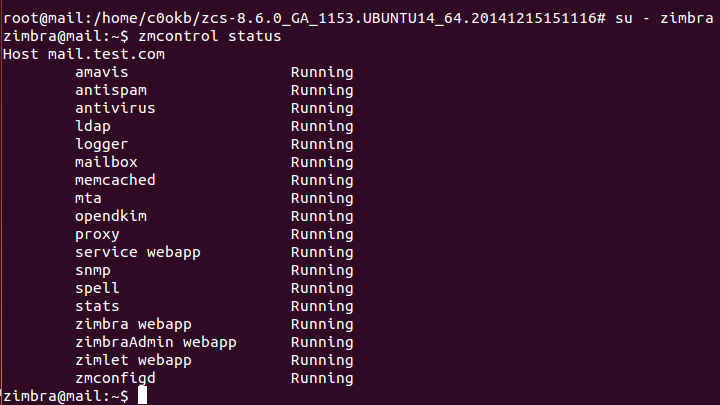 root@mail:/home/c0okb/zcs-8.6.0_GA_1153.UBUNTU14_64.20141215151116# su - zimbra
zimbra@mail:~$ zmcontrol status
Host mail.test.com
amavis Running
antispam Running
antivirus Running
ldap Running
logger Running
mailbox Running
memcached Running
mta Running
opendkim Running
proxy Running
service webapp Running
snmp Running
spell Running
stats Running
zimbra webapp Running
zimbraAdmin webapp Running
zimlet webapp Running
zmconfigd Running
zimbra@mail:~$